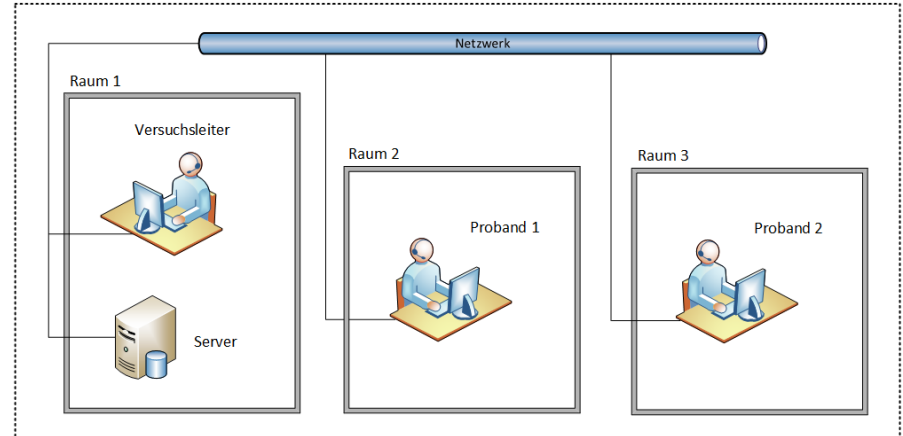 Netzwerk
Raum 1
Versuchsleiter
Server
Raum 2
Proband 1
Raum 3
Proband 2